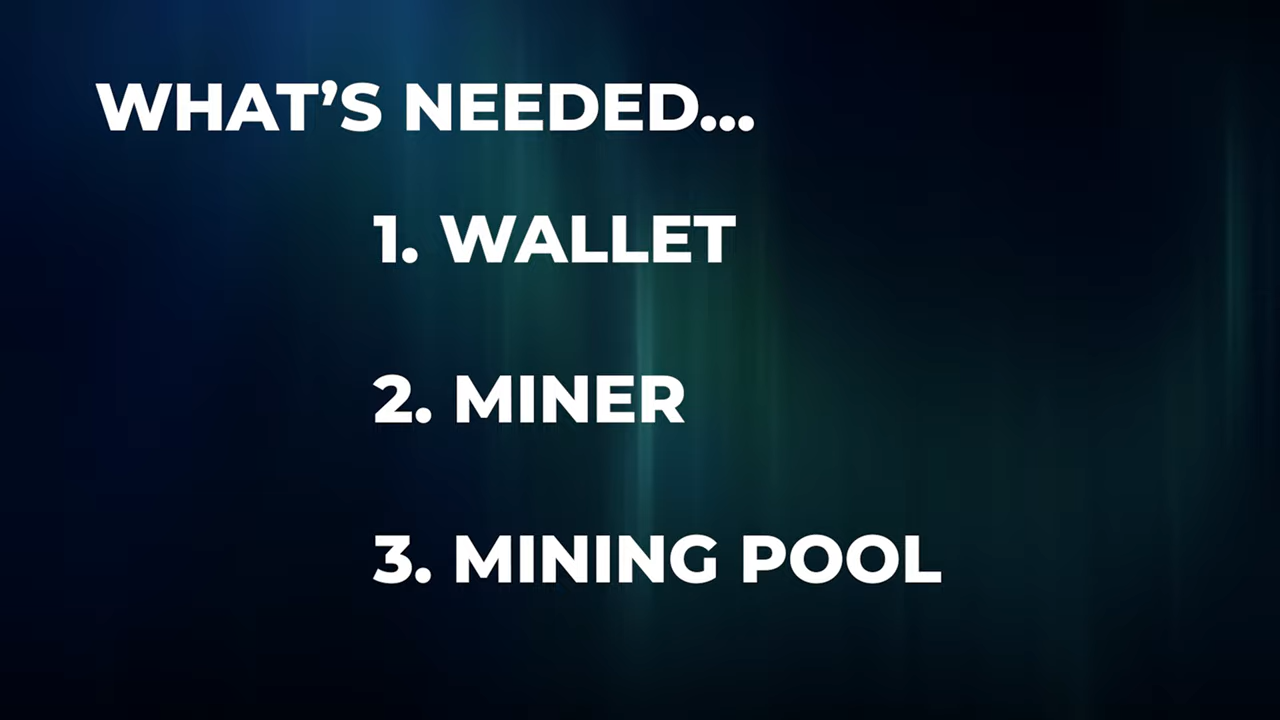 WHAT’S NEEDED...
1. WALLET
2. MINER
3. MINING POOL